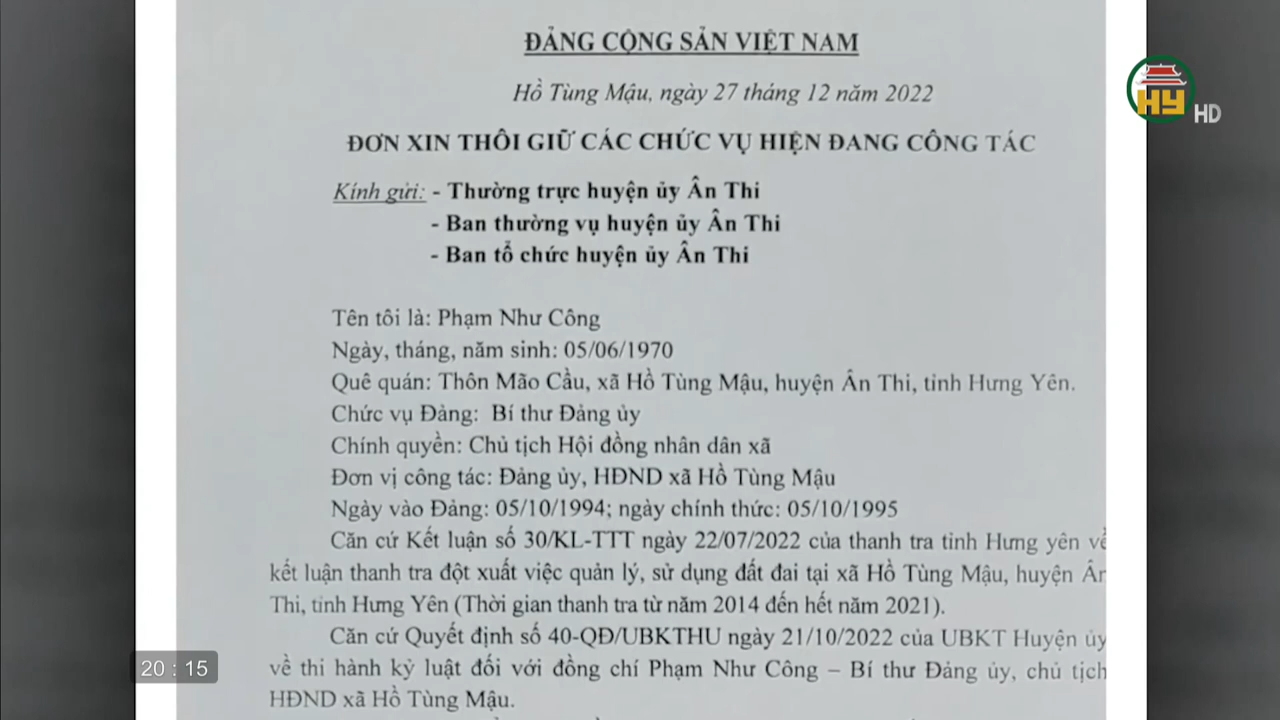 ĐẢNG CỘNG SẢN VIỆT NAM
Hồ Tùng Mậu, ngày 27 tháng 12 năm 2022
HY HD
ĐƠN XIN THÔI GIỮ CÁC CHỨC VỤ HIỆN ĐANG CÔNG TÁC
Kính gửi: - Thường trực huyện ủy Ân Thi
- Ban thường vụ huyện ủy Ân Thi
- Ban tổ chức huyện ủy Ân Thi
Tên tôi là: Phạm Như Công
Ngày, tháng, năm sinh: 05/06/1970
Quê quán: Thôn Mão Cầu, xã Hồ Tùng Mậu, huyện Ân Thi, tỉnh Hưng Yên.
Chức vụ Đảng: Bí thư Đảng ủy
Chính quyền: Chủ tịch Hội đồng nhân dân xã
Đơn vị công tác: Đảng ủy, HĐND xã Hồ Tùng Mậu
Ngày vào Đảng: 05/10/1994; ngày chính thức: 05/10/1995
Căn cứ Kết luận số 30/KL-TTT ngày 22/07/2022 của thanh tra tỉnh Hưng yên về
kết luận thanh tra đột xuất việc quản lý, sử dụng đất đai tại xã Hồ Tùng Mậu, huyện Ân
Thi, tỉnh Hưng Yên (Thời gian thanh tra từ năm 2014 đến hết năm 2021).
Căn cứ Quyết định số 40-QĐ/UBKTHU ngày 21/10/2022 của UBKT Huyện ủy
về thi hành kỷ luật đối với đồng chí Phạm Như Công – Bí thư Đảng ủy, chủ tịch
HĐND xã Hồ Tùng Mậu.
20 : 15